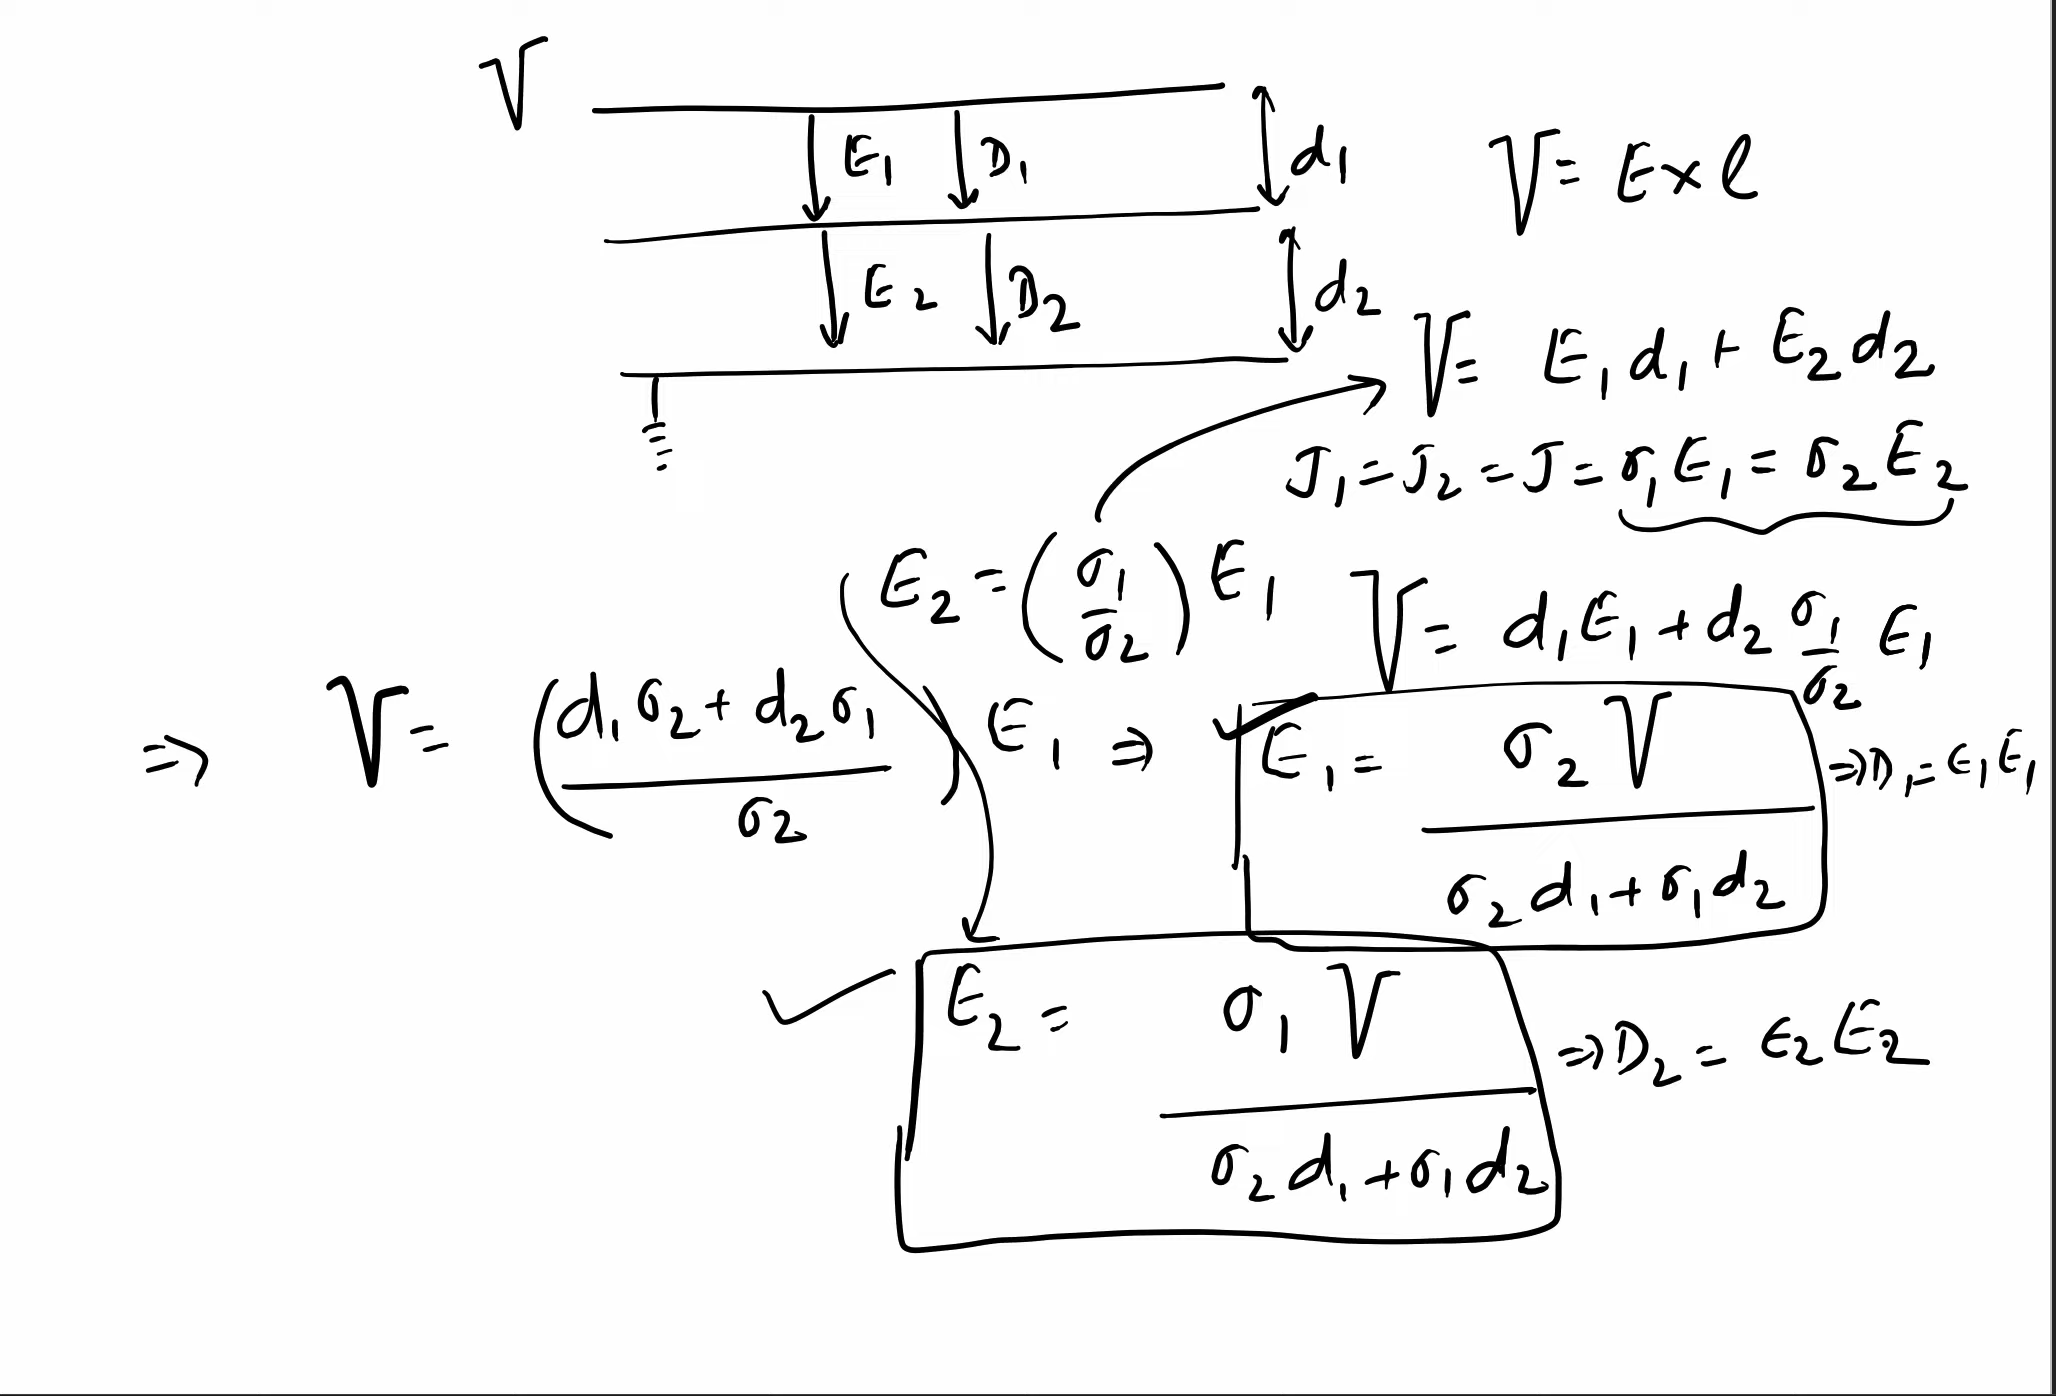 V
E₁ D₁ d₁
V = E × l
E₂ D₂ d₂
V = E₁d₁ + E₂d₂
J₁ = J₂ = J = σ₁E₁ = σ₂E₂
E₂ = (σ₁/σ₂) E₁
V = d₁E₁ + d₂ σ₁/σ₂ E₁
⇒ V = ((d₁σ₂ + d₂σ₁)/σ₂) E₁ ⇒ E₁ = σ₂V/(σ₂d₁ + σ₁d₂) ⇒ D₁ = ϵ₁E₁
E₂ = σ₁V/(σ₂d₁ + σ₁d₂) ⇒ D₂ = ϵ₂E₂